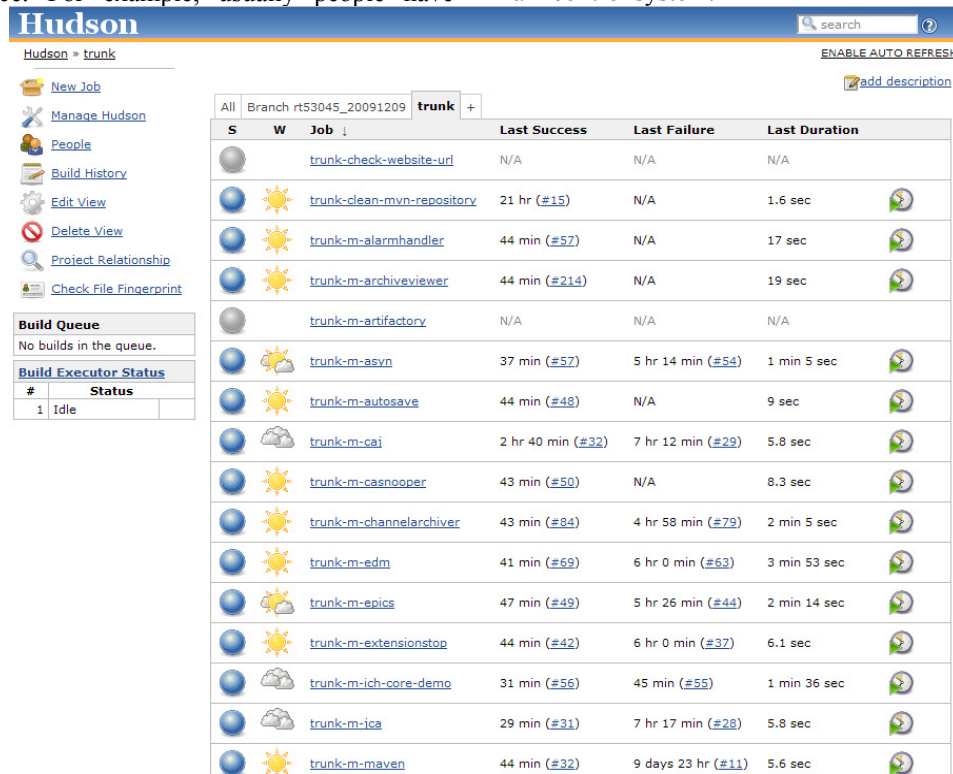 For example, usually people have
Hudson
search
Hudson » trunk
ENABLE AUTO REFRESH
New Job
Manage Hudson
People
Build History
Edit View
Delete View
Project Relationship
Check File Fingerprint
Build Queue
No builds in the queue.
Build Executor Status
# Status
1 Idle
add description
All Branch rt53045_20091209 trunk +
S W Job ↓ Last Success Last Failure Last Duration
trunk-check-website-url N/A N/A N/A
trunk-clean-mvn-repository 21 hr (#15) N/A 1.6 sec
trunk-m-alarmhandler 44 min (#57) N/A 17 sec
trunk-m-archiveviewer 44 min (#214) N/A 19 sec
trunk-m-artifactory N/A N/A N/A
trunk-m-asyn 37 min (#57) 5 hr 14 min (#54) 1 min 5 sec
trunk-m-autosave 44 min (#48) N/A 9 sec
trunk-m-caj 2 hr 40 min (#32) 7 hr 12 min (#29) 5.8 sec
trunk-m-casnooper 43 min (#50) N/A 8.3 sec
trunk-m-channelarchiver 43 min (#84) 4 hr 58 min (#79) 2 min 5 sec
trunk-m-edm 41 min (#69) 6 hr 0 min (#63) 3 min 53 sec
trunk-m-epics 47 min (#49) 5 hr 26 min (#44) 2 min 14 sec
trunk-m-extensionstop 44 min (#42) 6 hr 0 min (#37) 6.1 sec
trunk-m-ich-core-demo 31 min (#56) 45 min (#55) 1 min 36 sec
trunk-m-jca 29 min (#31) 7 hr 17 min (#28) 5.8 sec
trunk-m-maven 44 min (#32) 9 days 23 hr (#11) 5.6 sec